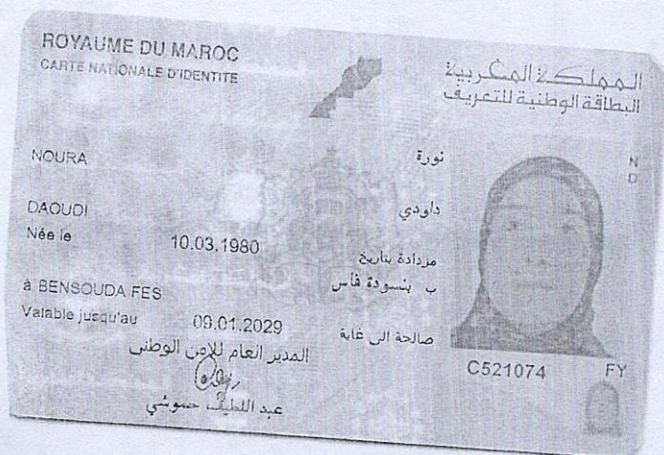 ROYAUME DU MAROC
CARTE NATIONALE D'IDENTITE
المملكة المغربية
البطاقة الوطنية للتعريف
NOURA
نورة
DAOUDI
داودي
Née le 10.03.1980 مزدادة بتاريخ
à BENSOUDA FES
ب بنسودة فاس
Valable jusqu'au 09.01.2029 صالحة الى غاية
المدير العام للامن الوطني
عبد اللطيف حموشي
N
D
C521074 FY